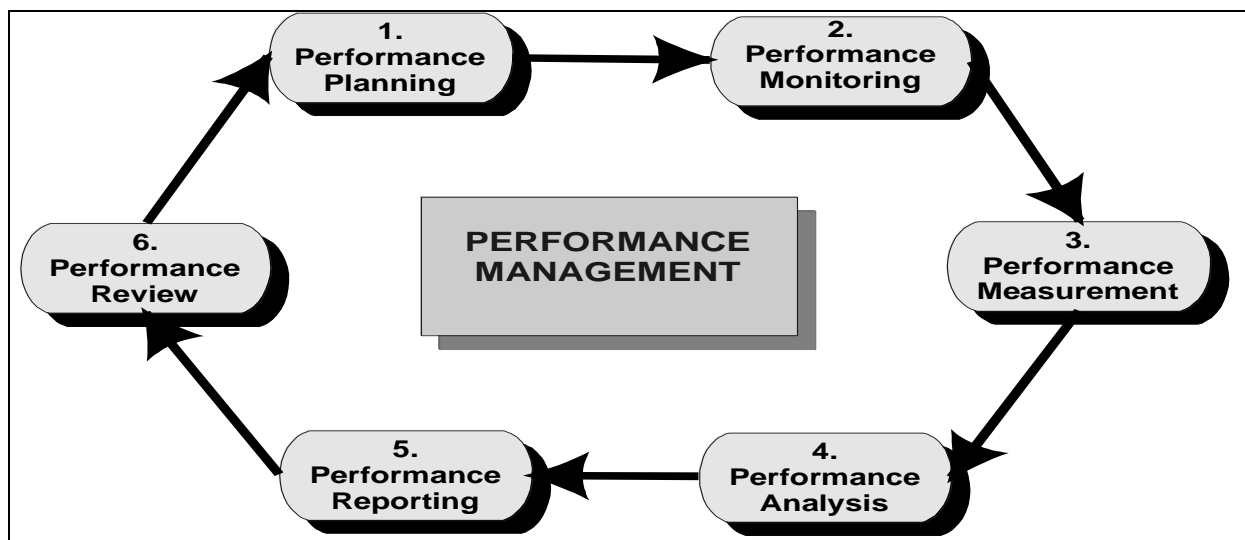 1.
Performance
Planning
2.
Performance
Monitoring
3.
Performance
Measurement
4.
Performance
Analysis
5.
Performance
Reporting
6.
Performance
Review
PERFORMANCE
MANAGEMENT